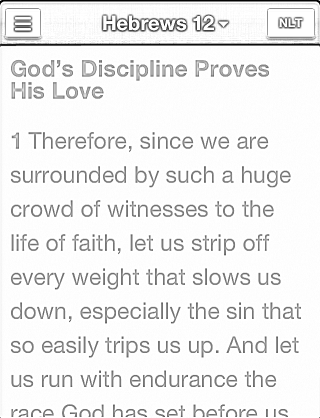 Hebrews 12
NLT
God's Discipline Proves
His Love
1 Therefore, since we are
surrounded by such a huge
crowd of witnesses to the
life of faith, let us strip off
every weight that slows us
down, especially the sin that
so easily trips us up. And let
us run with endurance the
race God has set before us.